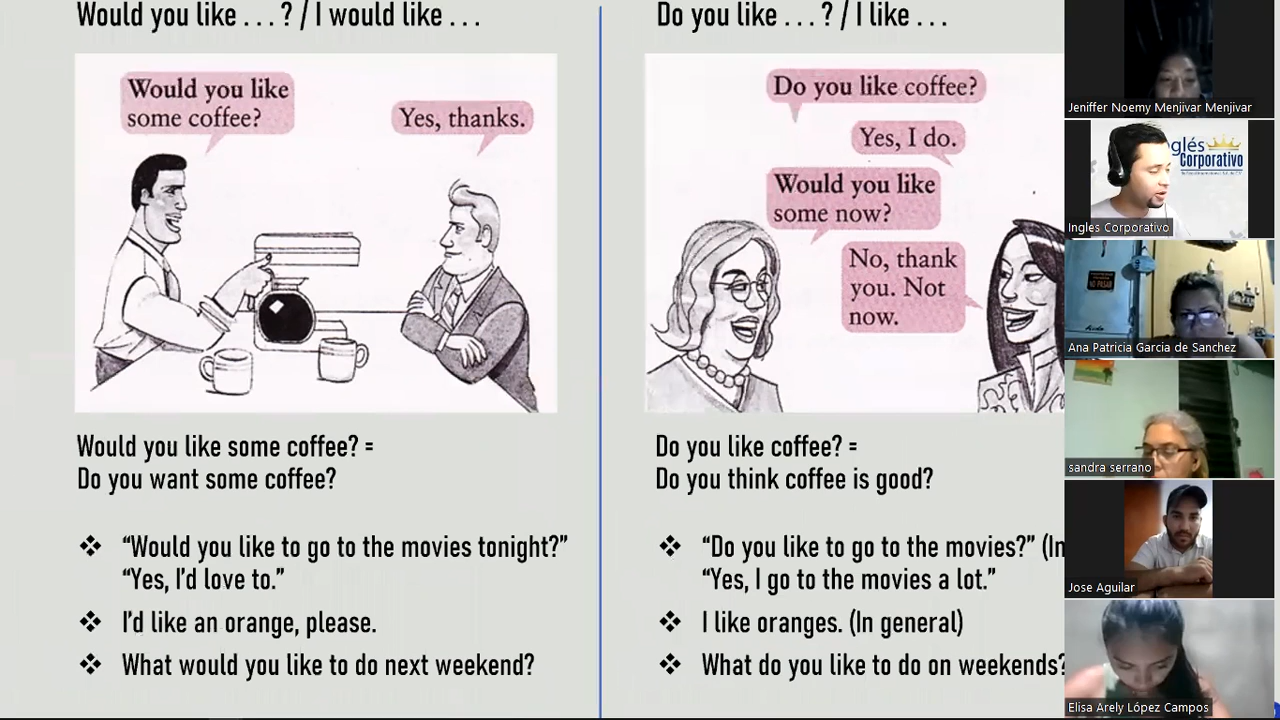 Would you like . . . ? / I would like . . .
Would you like
some coffee?
Yes, thanks.
Would you like some coffee? =
Do you want some coffee?
❖ “Would you like to go to the movies tonight?”
“Yes, I’d love to.”
❖ I’d like an orange, please.
❖ What would you like to do next weekend?
Do you like . . . ? / I like . . .
Do you like coffee?
Yes, I do.
Would you like
some now?
No, thank
you. Not
now.
Do you like coffee? =
Do you think coffee is good?
❖ “Do you like to go to the movies?” (In
“Yes, I go to the movies a lot.”
❖ I like oranges. (In general)
❖ What do you like to do on weekends?
Jeniffer Noemy Menjivar Menjivar
glés
Corporativo
Ingles Corporativo
NO PASAR
Ana Patricia Garcia de Sanchez
sandra serrano
Jose Aguilar
Elisa Arely López Campos